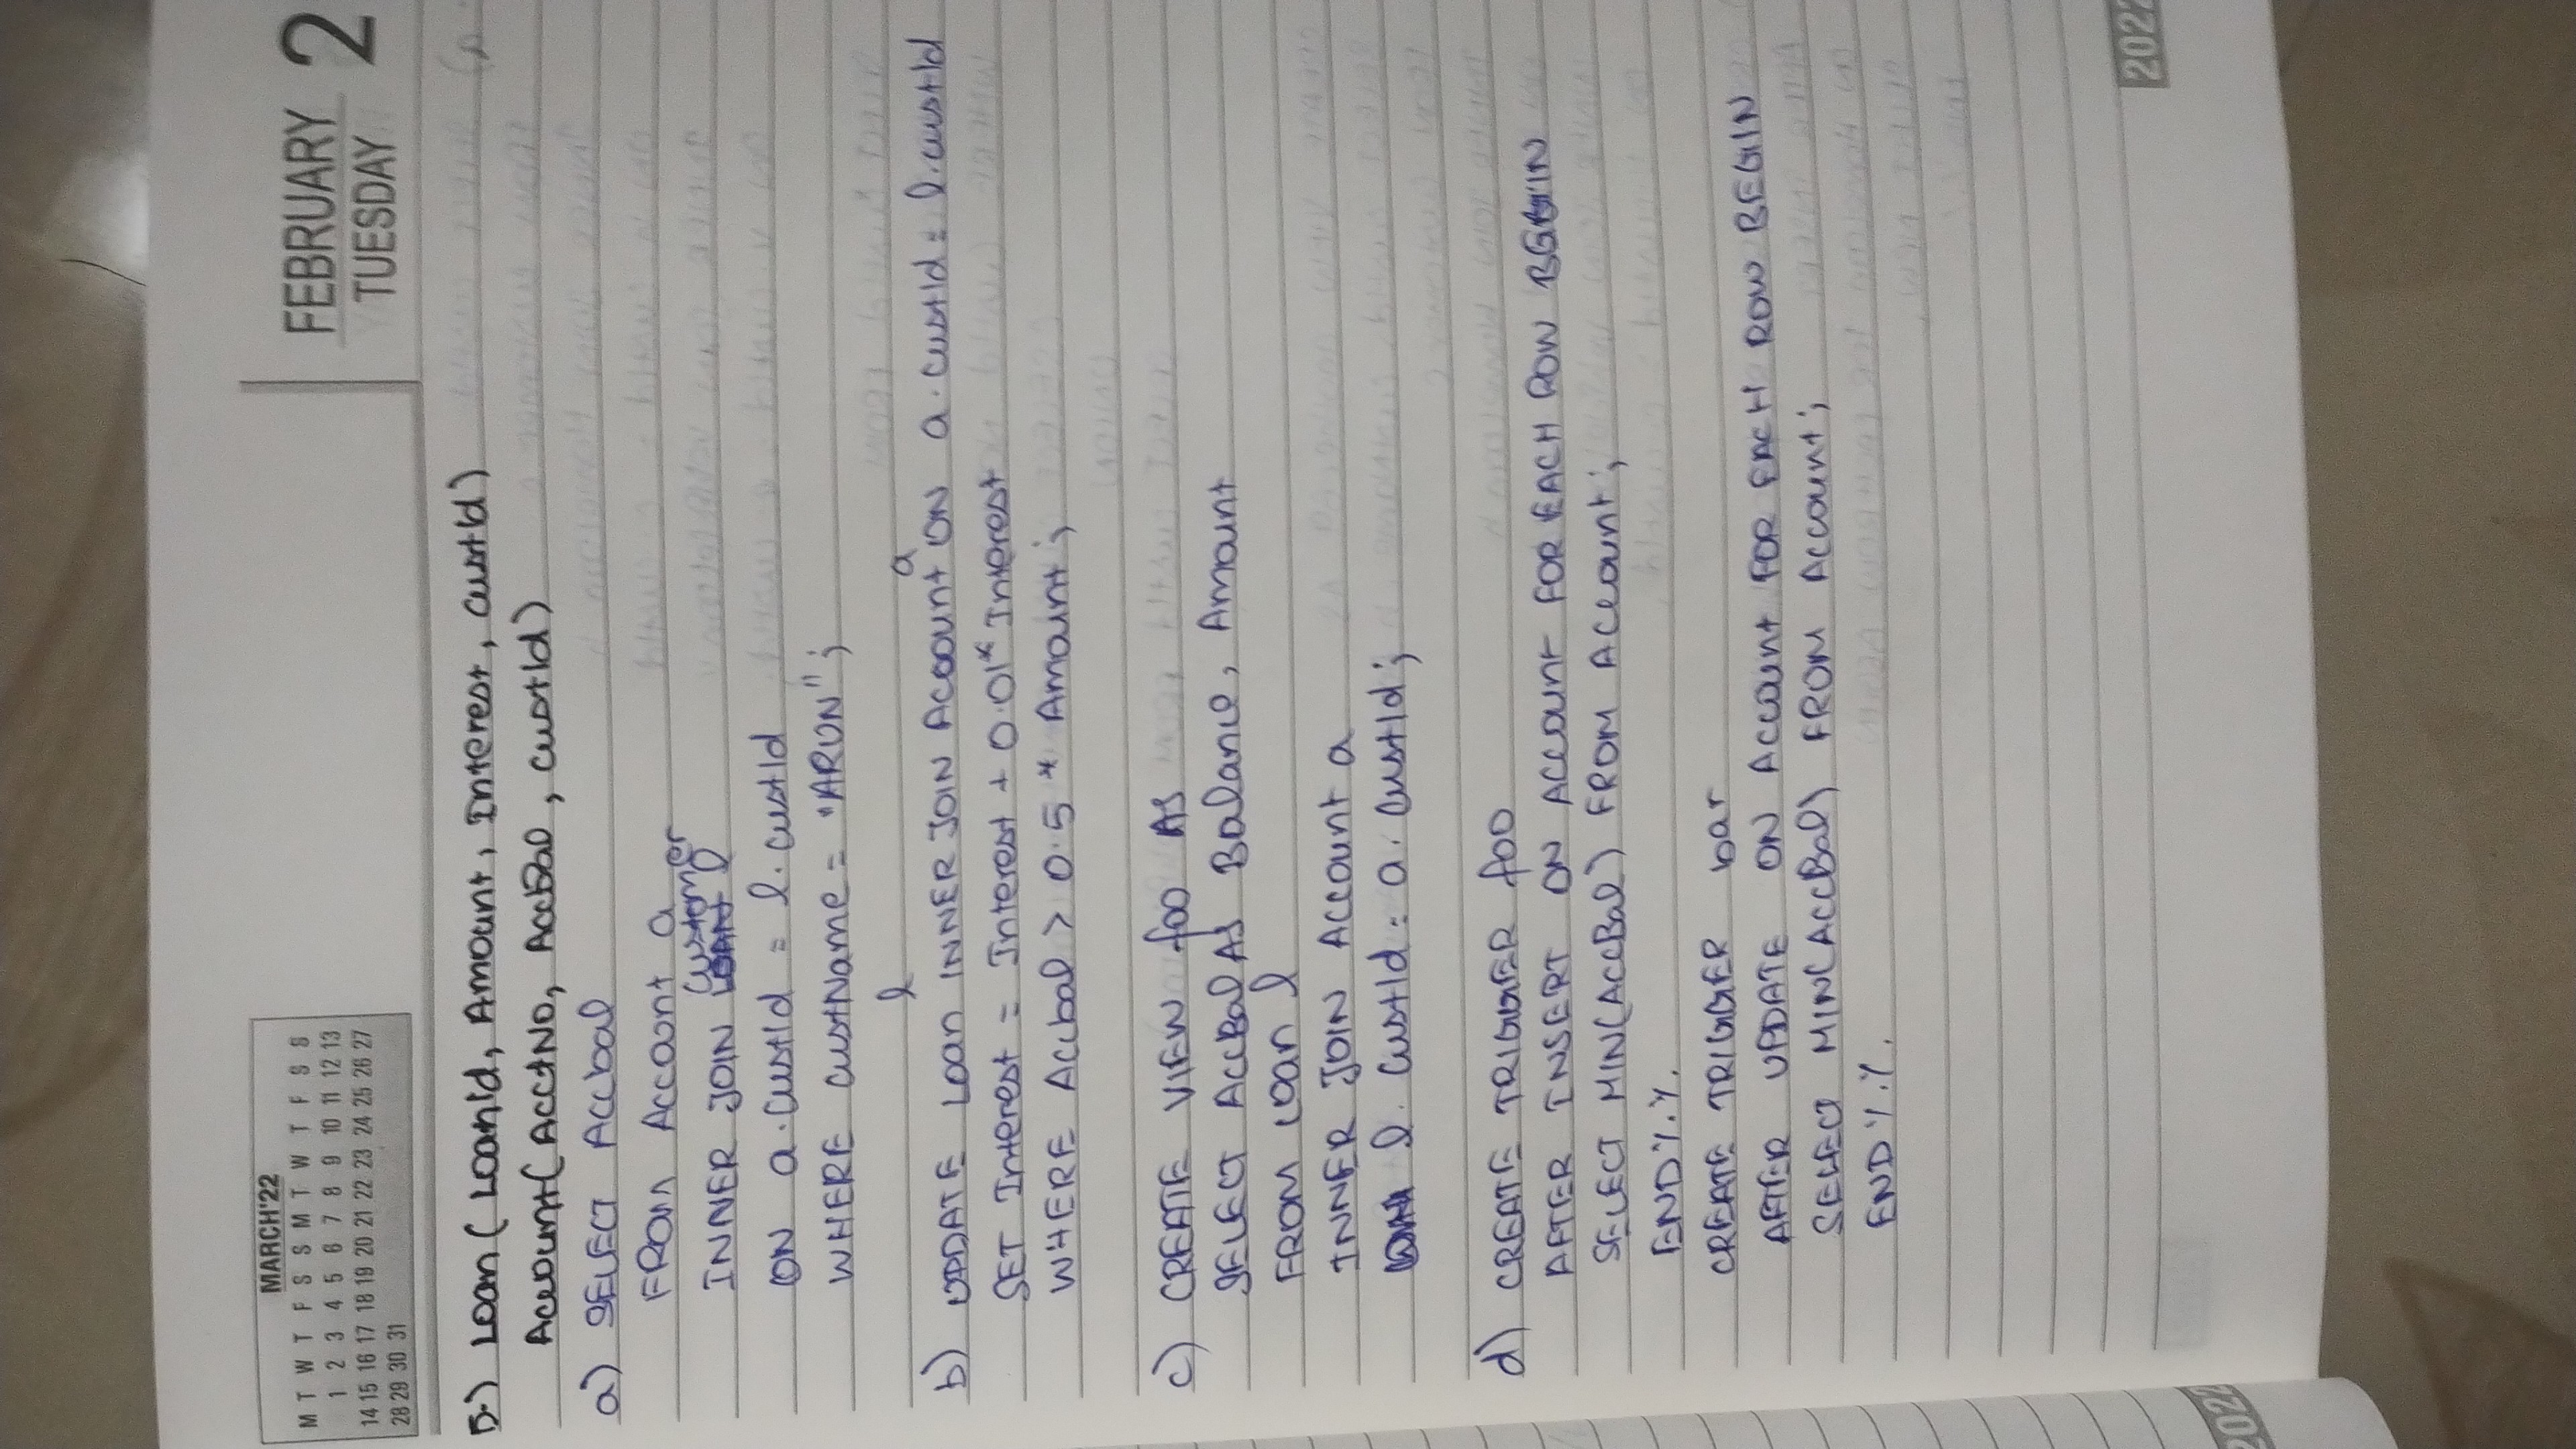 MARCH'22
M T W T F S S M T W T F S S
1 2 3 4 5 6 7 8 9 10 11 12 13
14 15 16 17 18 19 20 21 22 23 24 25 26 27
28 29 30 31
FEBRUARY 2
TUESDAY
5.) Loan( LoanId, Amount, Interest, custId)
Account( AcctNo, AccBal, custId)
a) SELECT Accbal
FROM Account a
customer
INNER JOIN LOAN l
ON a.custId = l.custId
WHERE custName = "ARUN";
l a
b) UPDATE Loan INNER JOIN Account ON a.custId = l.custId
SET Interest = Interest + 0.01* Interest
WHERE Accbal > 0.5 * Amount;
c) CREATE VIEW foo AS
SELECT AccBal AS Balance, Amount
FROM Loan l
INNER JOIN Account a
l.custId = a.custId;
d) CREATE TRIGGER foo
AFTER INSERT ON Account FOR EACH ROW BEGIN
SELECT MIN(AccBal) FROM Account;
END%%
CREATE TRIGGER bar
AFTER UPDATE ON Account FOR EACH ROW BEGIN
SELECT MIN(AccBal) FROM Account;
END%%
2022
2022